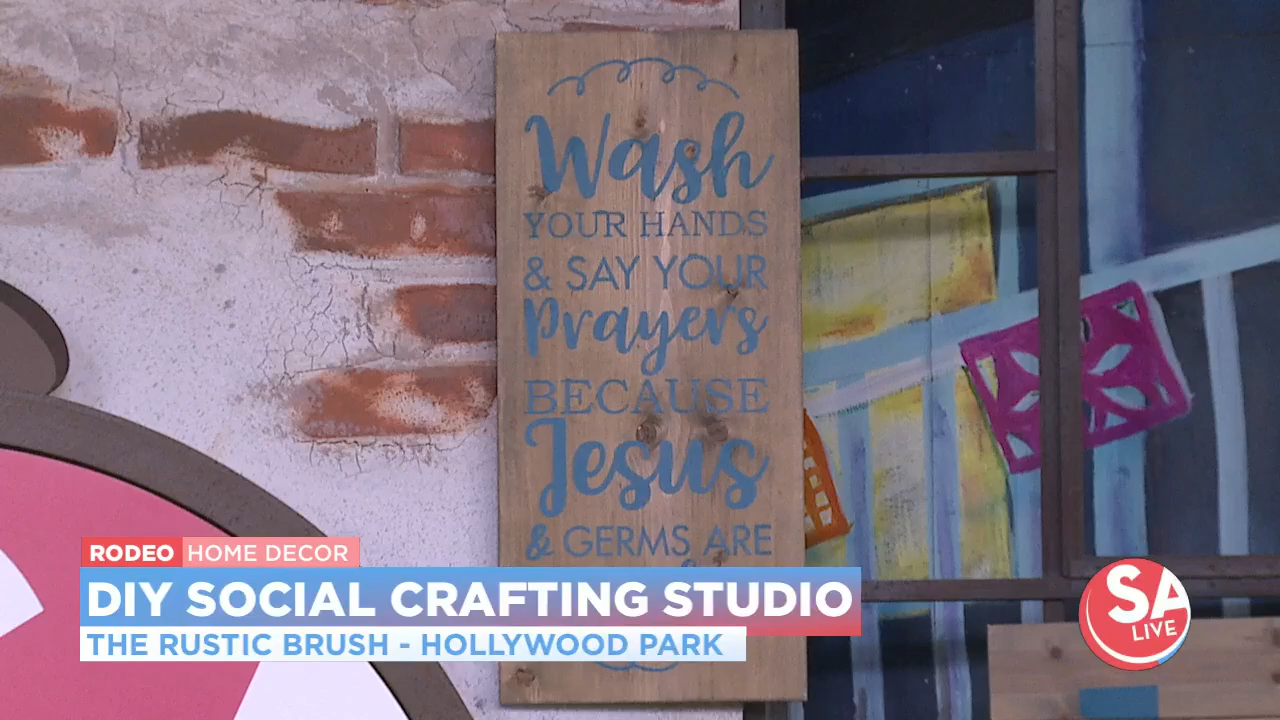 Wash
YOUR HANDS
& SAY YOUR
Prayers
BECAUSE
Jesus
& GERMS ARE
RODEO HOME DECOR
DIY SOCIAL CRAFTING STUDIO
THE RUSTIC BRUSH - HOLLYWOOD PARK
SA
LIVE